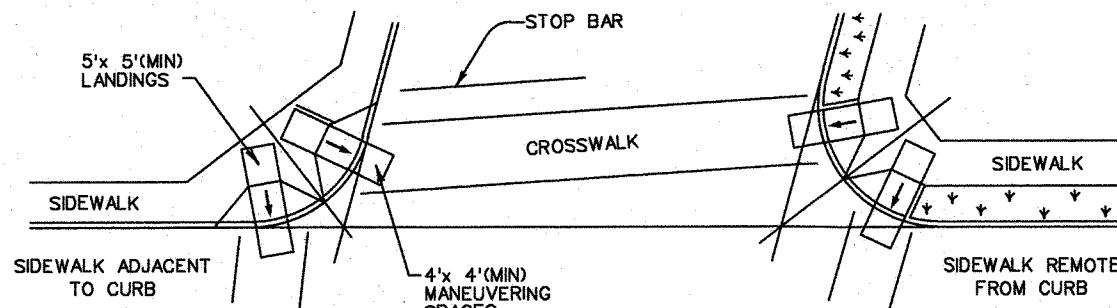 STOP BAR
5'x 5'(MIN)
LANDINGS
CROSSWALK
SIDEWALK
SIDEWALK
SIDEWALK ADJACENT
TO CURB
4'x 4'(MIN)
MANEUVERING
SIDEWALK REMOTE
FROM CURB